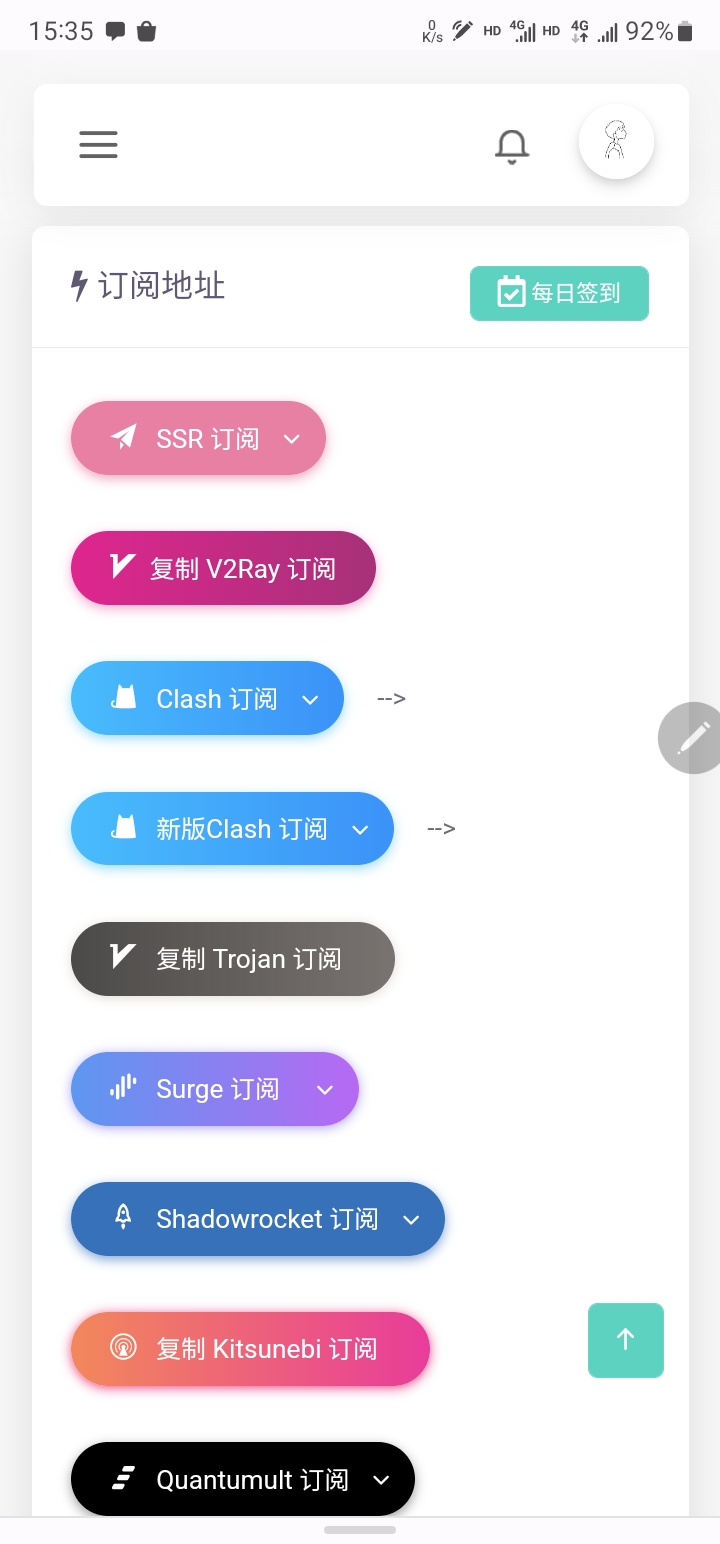 15:35
0
K/s
HD
4G
HD
4G
92%
订阅地址
每日签到
SSR 订阅
复制 V2Ray 订阅
Clash 订阅
-->
新版Clash 订阅
-->
复制 Trojan 订阅
Surge 订阅
Shadowrocket 订阅
复制 Kitsunebi 订阅
Quantumult 订阅